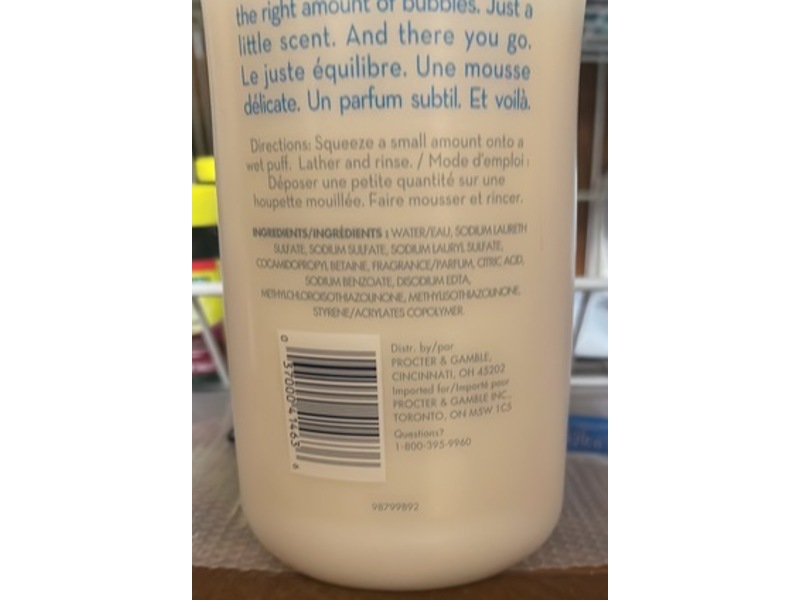 the right amount of bubbles. Just a
little scent. And there you go.
Le juste équilibre. Une mousse
délicate. Un parfum subtil. Et voilà.
Directions: Squeeze a small amount onto a
wet puff. Lather and rinse. / Mode d'emploi :
Déposer une petite quantité sur une
houpette mouillée. Faire mousser et rincer.
INGREDIENTS/INGRÉDIENTS : WATER/EAU, SODIUM LAURETH
SULFATE, SODIUM SULFATE, SODIUM LAURYL SULFATE,
COCAMIDOPROPYL BETAINE, FRAGRANCE/PARFUM, CITRIC ACID,
SODIUM BENZOATE, DISODIUM EDTA,
METHYLCHLOROISOTHIAZOLINONE, METHYLISOTHIAZOLINONE,
STYRENE/ACRYLATES COPOLYMER.
0 37000 41463 6
Distr. by/par
PROCTER & GAMBLE,
CINCINNATI, OH 45202
Imported for/Importé pour
PROCTER & GAMBLE INC.,
TORONTO, ON M5W 1C5
Questions?
1-800-395-9960
98799892